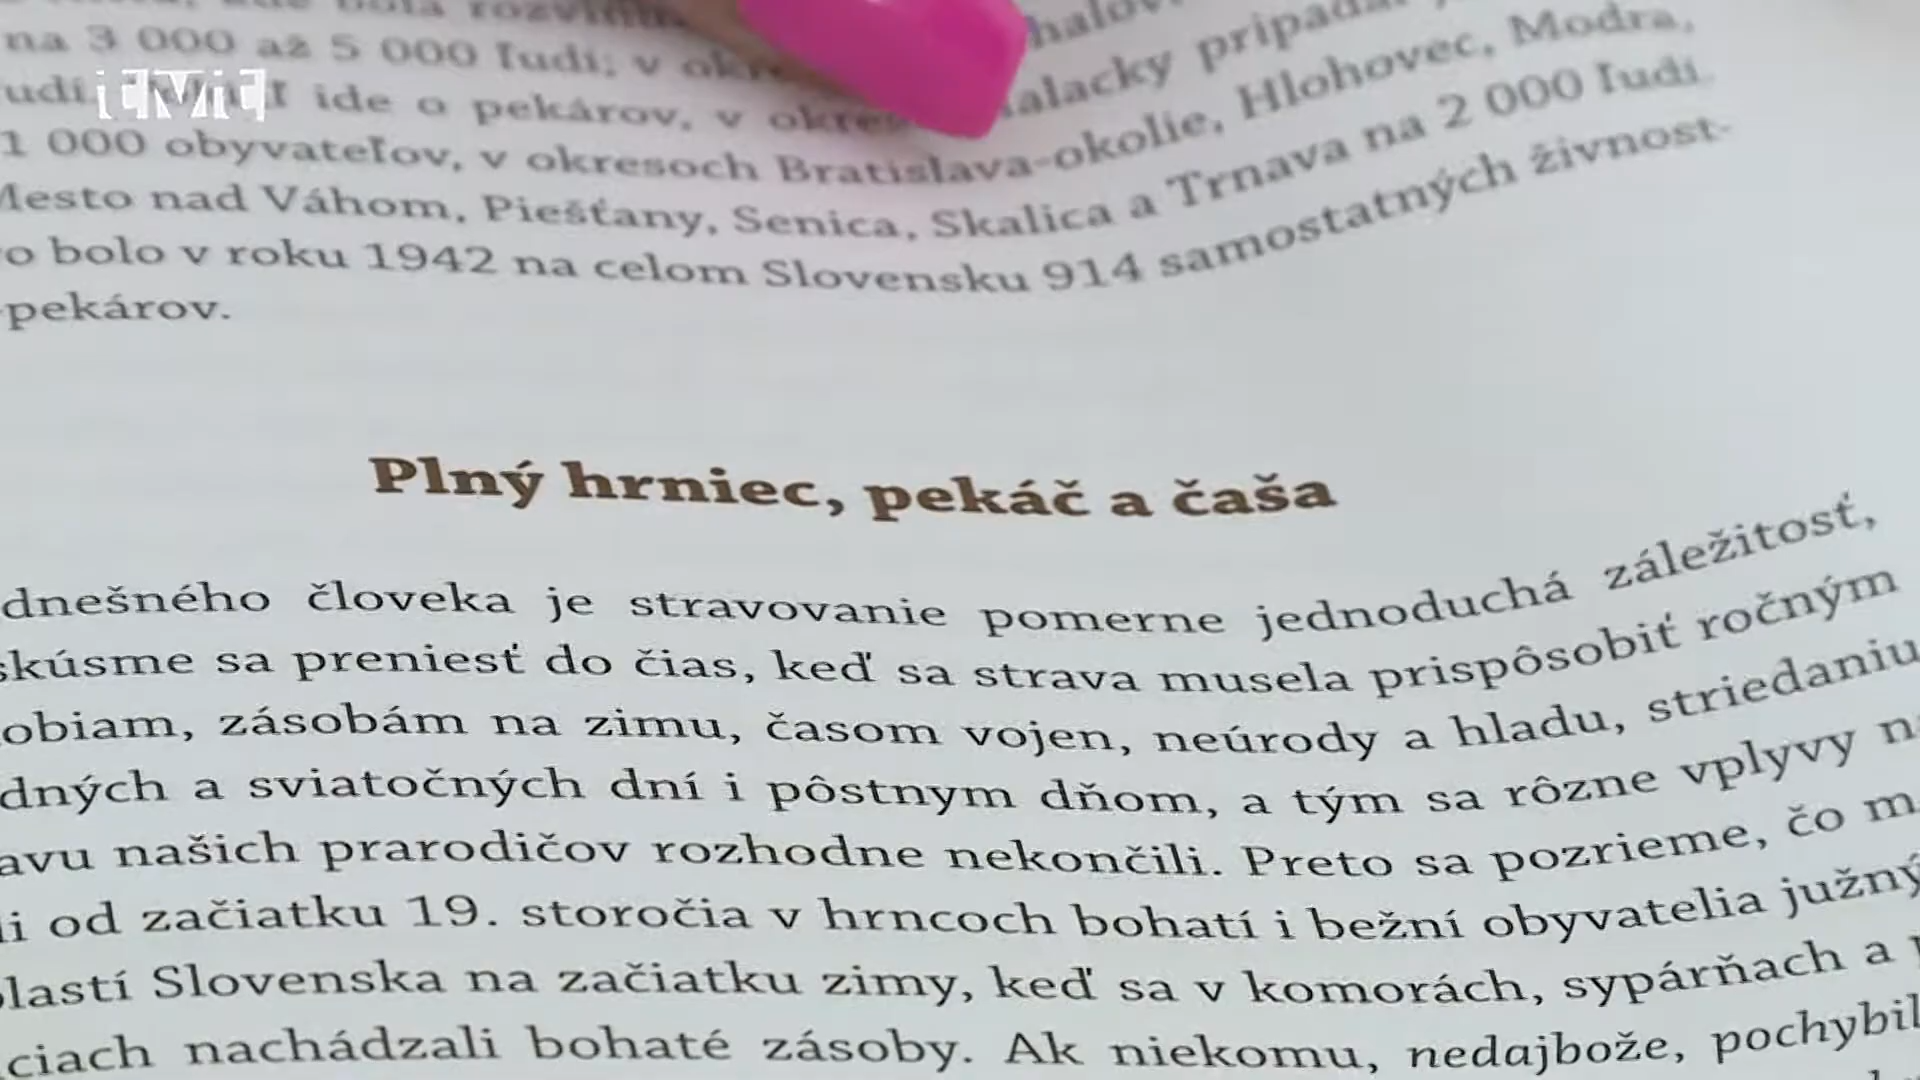 bola
na 3 000 až 5 000 ľudí; v
ide o pekárov, v pripadal
1 000 obyvateľov, v okresoch Bratislava-okolie, Hlohovec, Modra,
Mesto nad Váhom, Piešťany, Senica, Skalica a Trnava na 2 000 ľudí.
bolo v roku 1942 na celom Slovensku 914 samostatných živnost-
pekárov.
Plný hrniec, pekáč a čaša
dnešného človeka je stravovanie pomerne jednoduchá záležitosť,
skúsme sa preniesť do čias, keď sa strava musela prispôsobiť ročným
obiam, zásobám na zimu, časom vojen, neúrody a hladu, striedaniu
dných a sviatočných dní i pôstnym dňom, a tým sa rôzne vplyvy
avu našich prarodičov rozhodne nekončili. Preto sa pozrieme, čo
li od začiatku 19. storočia v hrncoch bohatí i bežní obyvatelia južný
lastí Slovenska na začiatku zimy, keď sa v komorách, sypárňach a
ciach nachádzali bohaté zásoby. Ak niekomu, nedajbože, pochybil